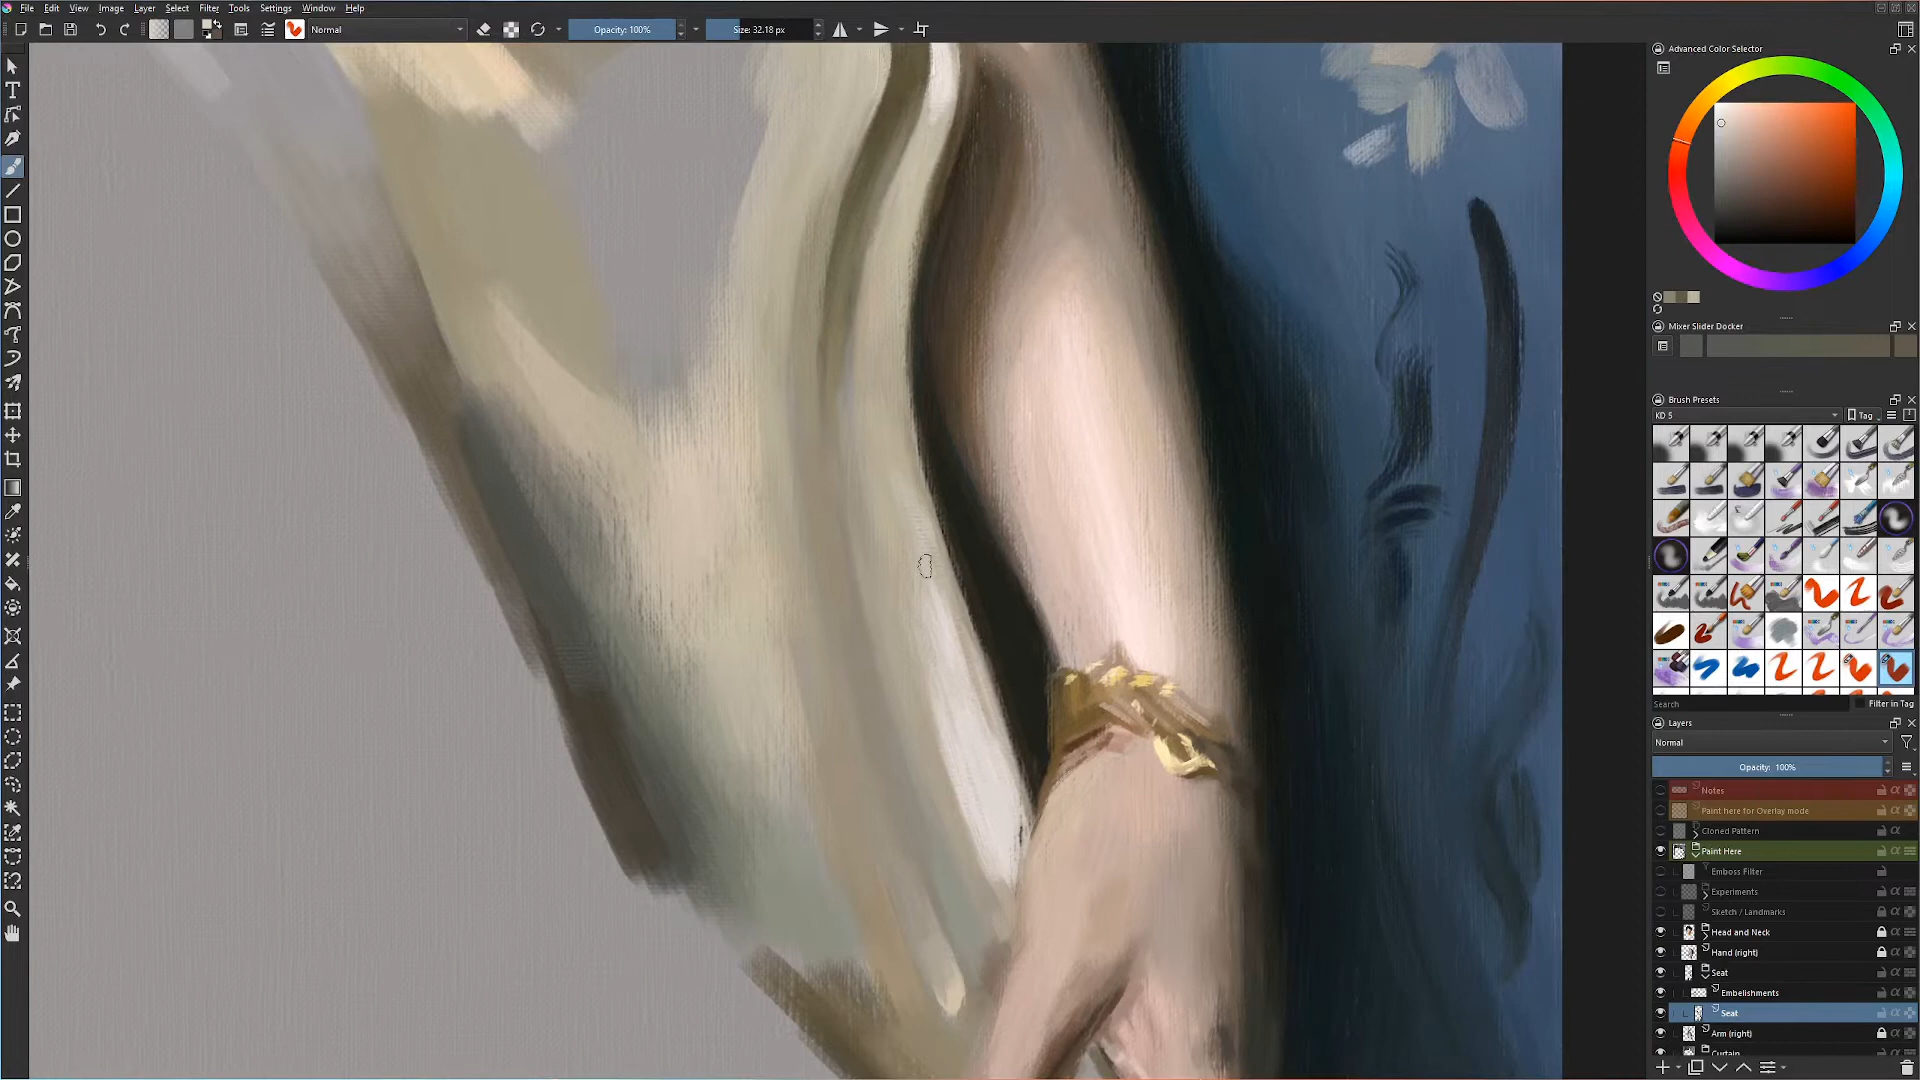 File Edit View Image Layer Select Filter Tools Settings Window Help
Normal Opacity: 100% Size: 32.18 px
Advanced Color Selector
Mixer Slider Docker
Brush Presets
KD 5 Tag
Search Filter in Tag
Layers
Normal
Opacity: 100%
Notes
Paint here for Overlay mode
Cloned Pattern
Paint Here
Emboss Filter
Experiments
Sketch / Landmarks
Head and Neck
Hand (right)
Seat
Embelishments
Seat
Arm (right)
Curtain